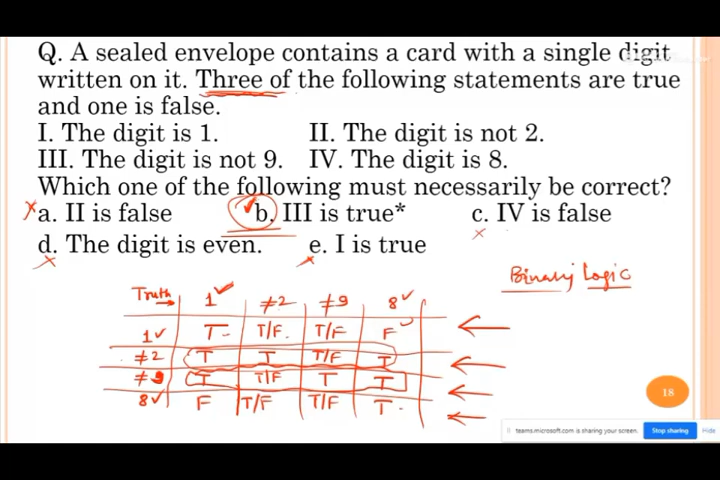 Q. A sealed envelope contains a card with a single digit
written on it. Three of the following statements are true
and one is false.
I. The digit is 1. II. The digit is not 2.
III. The digit is not 9. IV. The digit is 8.
Which one of the following must necessarily be correct?
a. II is false b. III is true* c. IV is false
d. The digit is even. e. I is true
Binary Logic
Truth 1 ≠2 ≠9 8
1 T T/F T/F F
≠2 T T T/F T
≠9 T T/F T T
8 F T/F T/F T
18
teams.microsoft.com is sharing your screen. Stop sharing Hide